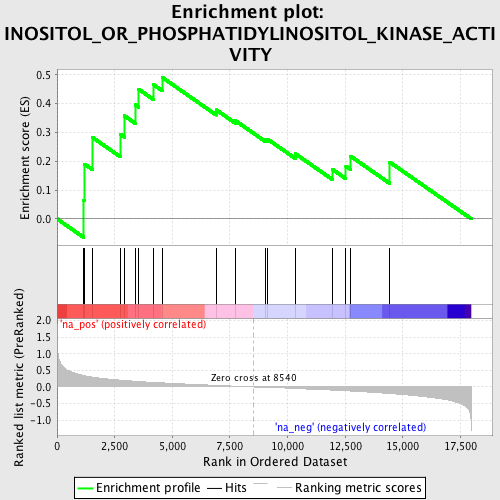 Enrichment plot:
INOSITOL_OR_PHOSPHATIDYLINOSITOL_KINASE_ACTI
VITY
Enrichment score (ES)
0.5
0.4
0.3
0.2
0.1
0.0
'na_pos' (positively correlated)
Ranked list metric (PreRanked)
2.0
1.5
1.0
0.5
0.0
-0.5
-1.0
Zero cross at 8540
'na_neg' (negatively correlated)
0 2,500 5,000 7,500 10,000 12,500 15,000 17,500
Rank in Ordered Dataset
Enrichment profile Hits Ranking metric scores